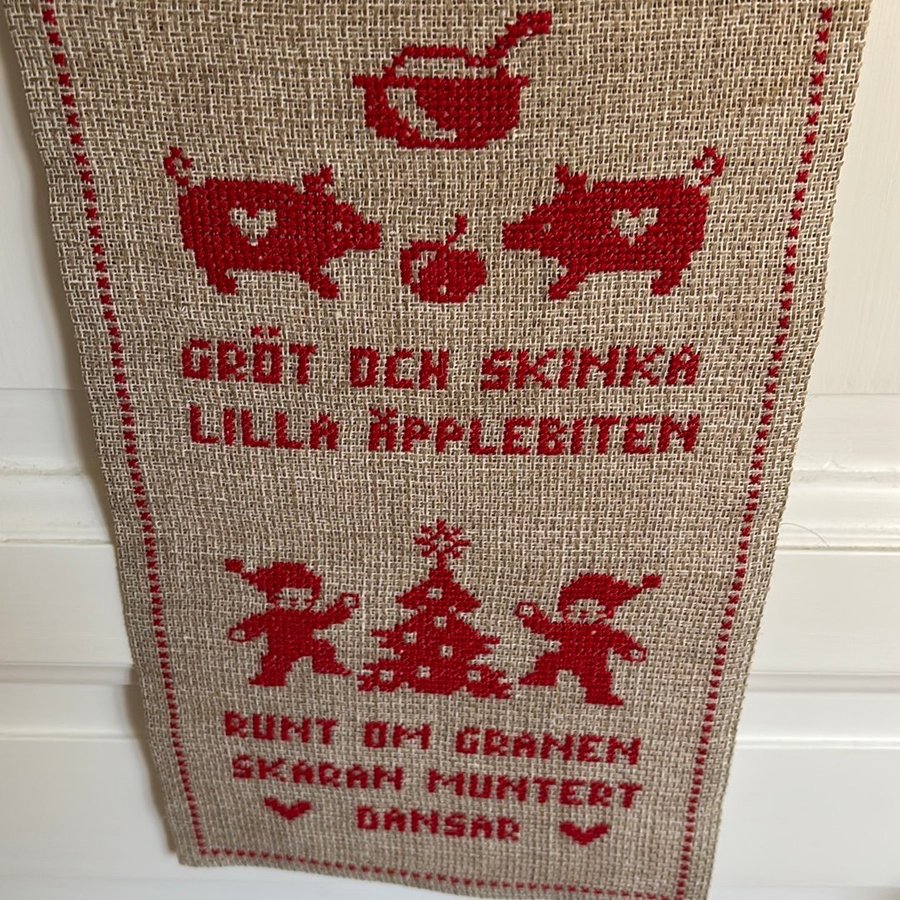 GRÖT OCH SKINKA
LILLA ÄPPLEBITEN
RUNT OM GRANEN
SKARAN MUNTERT
DANSAR